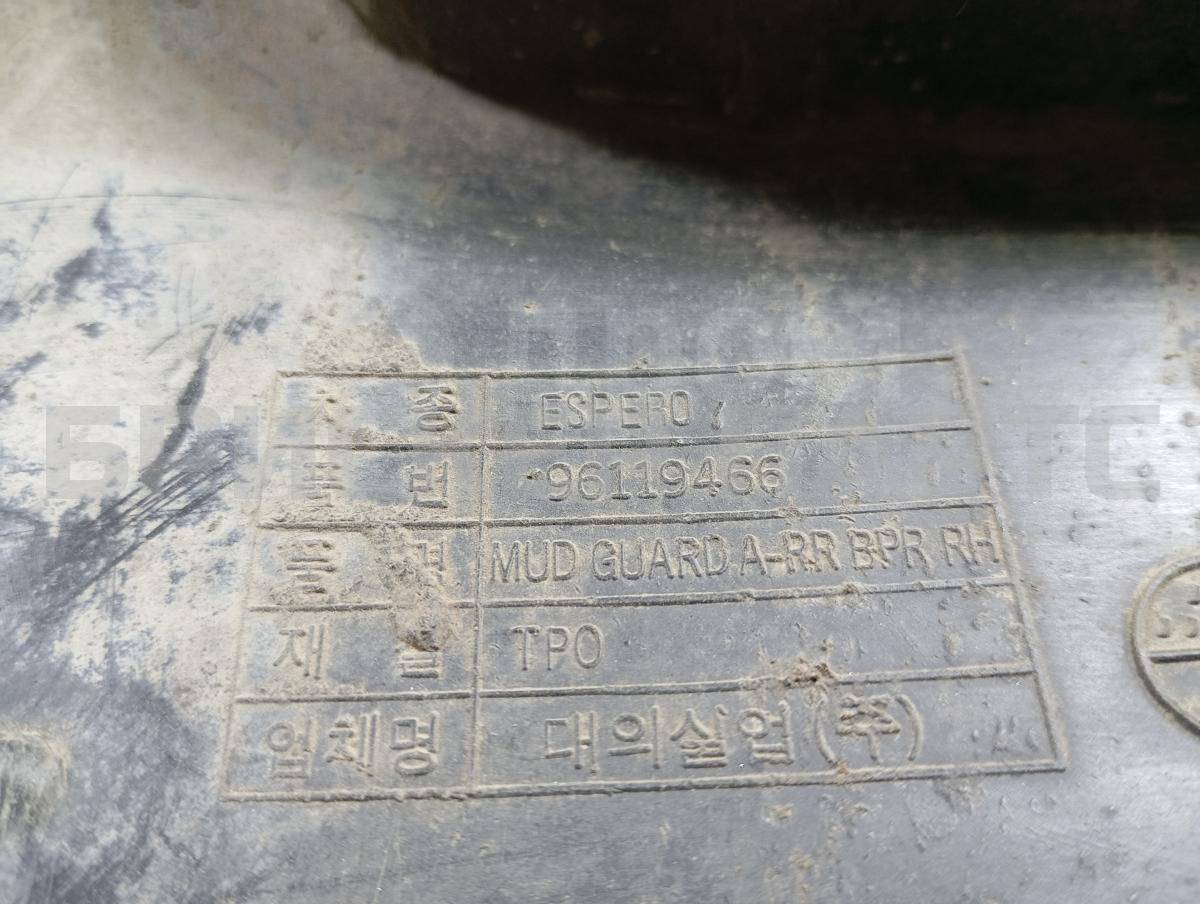 차 종 ESPERO
품 번 96119466
품 명 MUD GUARD A-RR BPR RH
재 질 TPO
업체명 대의실업(주)